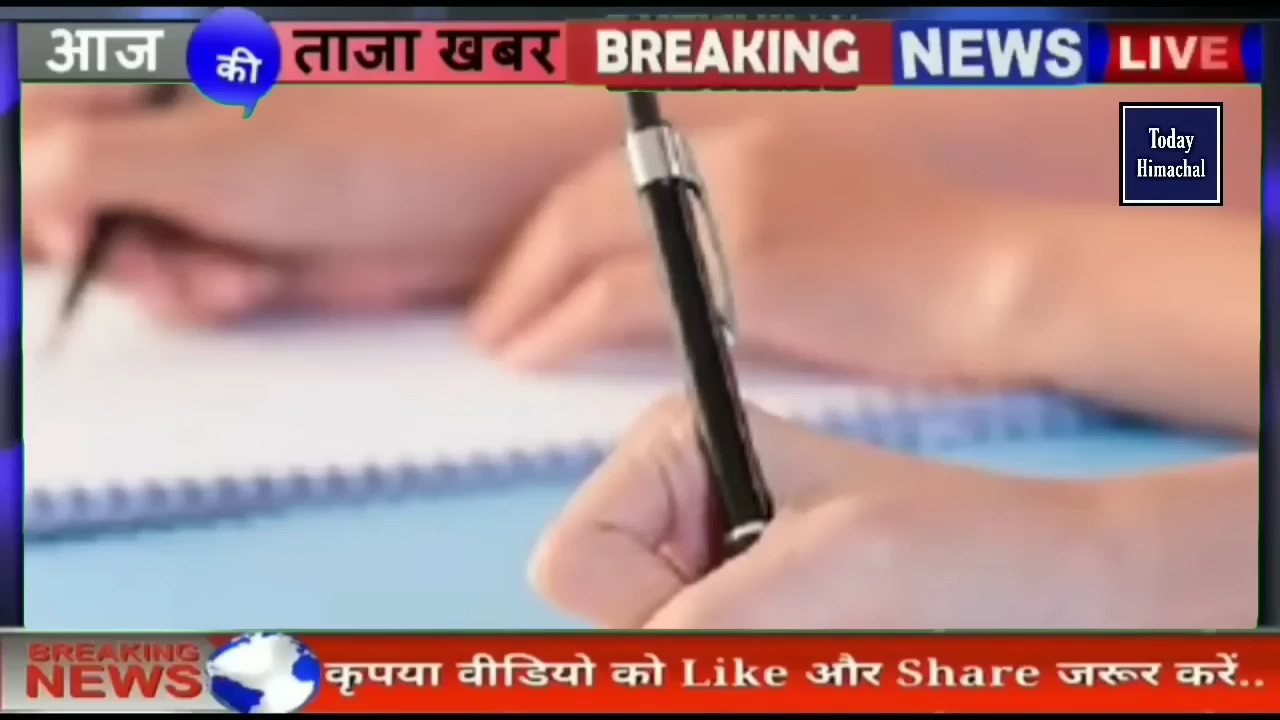 आज की ताजा खबर BREAKING NEWS LIVE
Today
Himachal
BREAKING
NEWS
कृपया वीडियो को Like और Share जरूर करें..